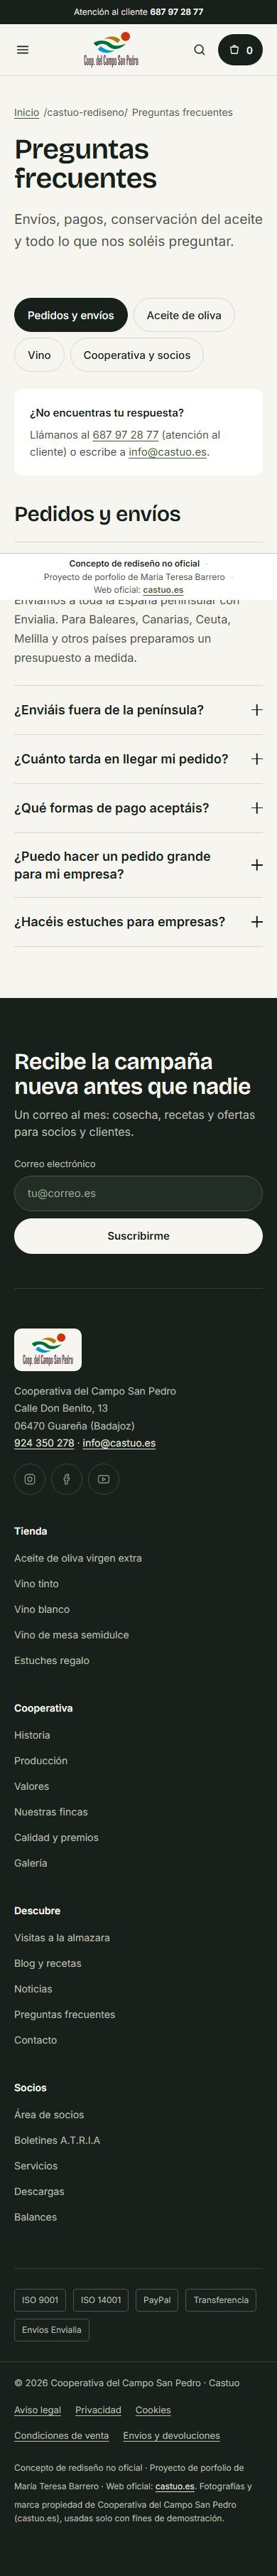 Atención al cliente 687 97 28 77
Coop. del Campo San Pedro
0
Inicio /castuo-rediseno/ Preguntas frecuentes
Preguntas
frecuentes
Envíos, pagos, conservación del aceite
y todo lo que nos soléis preguntar.
Pedidos y envíos
Aceite de oliva
Vino
Cooperativa y socios
¿No encuentras tu respuesta?
Llámanos al 687 97 28 77 (atención al
cliente) o escribe a info@castuo.es.
Pedidos y envíos
Concepto de rediseño no oficial ·
Proyecto de porfolio de María Teresa Barrero ·
Web oficial: castuo.es
Enviamos a toda la España peninsular con
Envialia. Para Baleares, Canarias, Ceuta,
Melilla y otros países preparamos un
presupuesto a medida.
¿Enviáis fuera de la península?
¿Cuánto tarda en llegar mi pedido?
¿Qué formas de pago aceptáis?
¿Puedo hacer un pedido grande
para mi empresa?
¿Hacéis estuches para empresas?
Recibe la campaña
nueva antes que nadie
Un correo al mes: cosecha, recetas y ofertas
para socios y clientes.
Correo electrónico
tu@correo.es
Suscribirme
Coop. del Campo San Pedro
Cooperativa del Campo San Pedro
Calle Don Benito, 13
06470 Guareña (Badajoz)
924 350 278 · info@castuo.es
Tienda
Aceite de oliva virgen extra
Vino tinto
Vino blanco
Vino de mesa semidulce
Estuches regalo
Cooperativa
Historia
Producción
Valores
Nuestras fincas
Calidad y premios
Galería
Descubre
Visitas a la almazara
Blog y recetas
Noticias
Preguntas frecuentes
Contacto
Socios
Área de socios
Boletines A.T.R.I.A
Servicios
Descargas
Balances
ISO 9001
ISO 14001
PayPal
Transferencia
Envíos Envialia
© 2026 Cooperativa del Campo San Pedro · Castuo
Aviso legal Privacidad Cookies
Condiciones de venta Envíos y devoluciones
Concepto de rediseño no oficial · Proyecto de porfolio de
María Teresa Barrero · Web oficial: castuo.es. Fotografías y
marca propiedad de Cooperativa del Campo San Pedro
(castuo.es), usadas solo con fines de demostración.